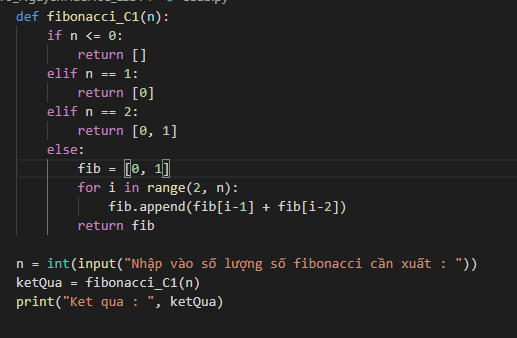 def fibonacci_C1(n):
    if n <= 0:
        return []
    elif n == 1:
        return [0]
    elif n == 2:
        return [0, 1]
    else:
        fib = [0, 1]
        for i in range(2, n):
            fib.append(fib[i-1] + fib[i-2])
        return fib

n = int(input("Nhập vào số lượng số fibonacci cần xuất : "))
ketQua = fibonacci_C1(n)
print("Ket qua : ", ketQua)